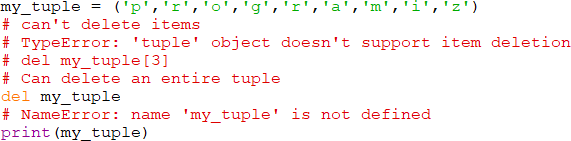 my_tuple = ('p','r','o','g','r','a','m','i','z')
# can't delete items
# TypeError: 'tuple' object doesn't support item deletion
# del my_tuple[3]
# Can delete an entire tuple
del my_tuple
# NameError: name 'my_tuple' is not defined
print(my_tuple)